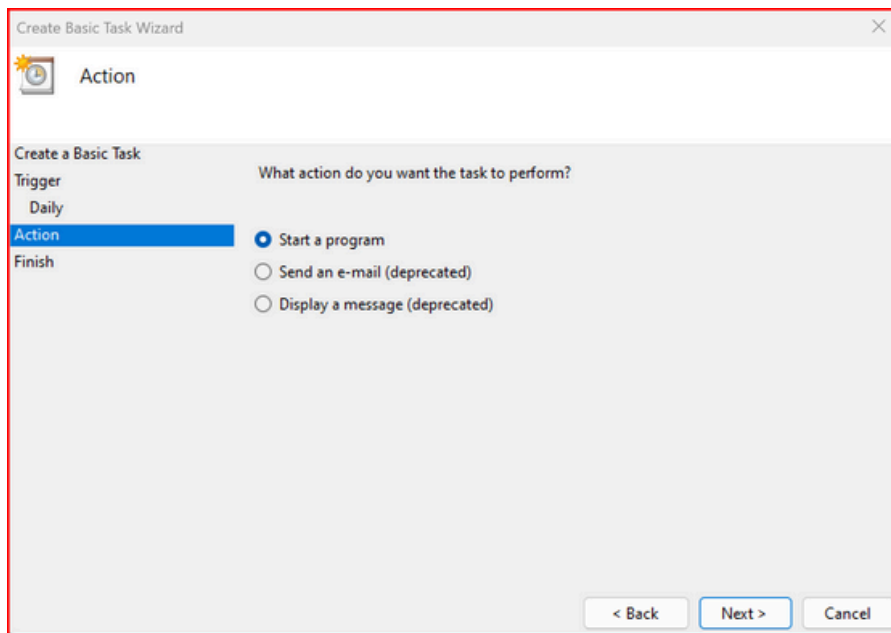 Create Basic Task Wizard
Action
Create a Basic Task
Trigger
Daily
Action
Finish
What action do you want the task to perform?
Start a program
Send an e-mail (deprecated)
Display a message (deprecated)
< Back
Next >
Cancel